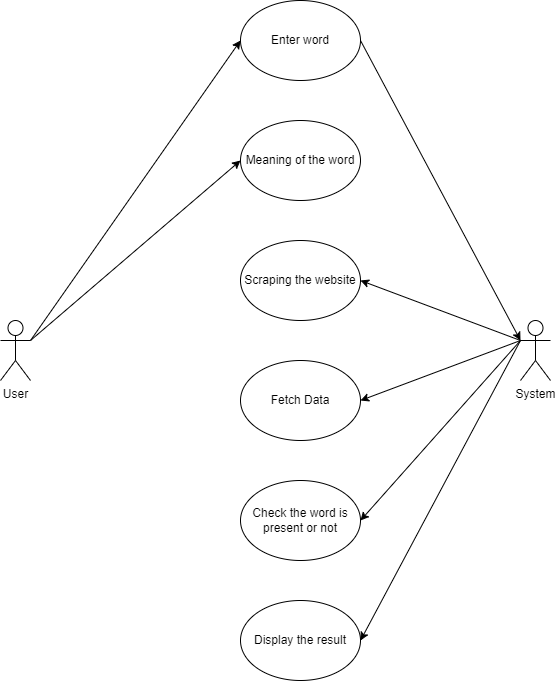 Enter word
Meaning of the word
Scraping the website
User
System
Fetch Data
Check the word is
present or not
Display the result